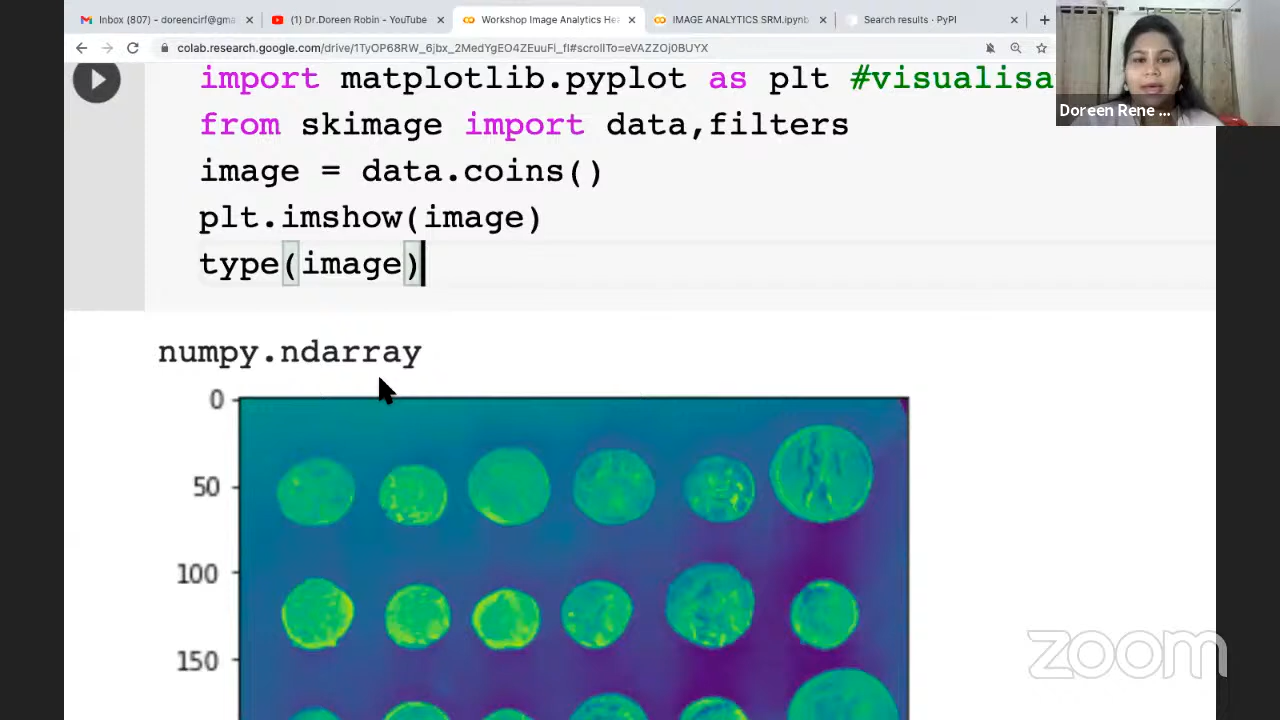 Inbox (807) - doreencirf@gma
(1) Dr.Doreen Robin - YouTube
Workshop Image Analytics Hea
IMAGE ANALYTICS SRM.ipynb
Search results · PyPI
colab.research.google.com/drive/1TyOP68RW_6jbx_2MedYgEO4ZEuuFl_fI#scrollTo=eVAZZOj0BUYX
import matplotlib.pyplot as plt #visualisa
from skimage import data,filters
image = data.coins()
plt.imshow(image)
type(image)
numpy.ndarray
0
50
100
150
Doreen Rene ...
zoom